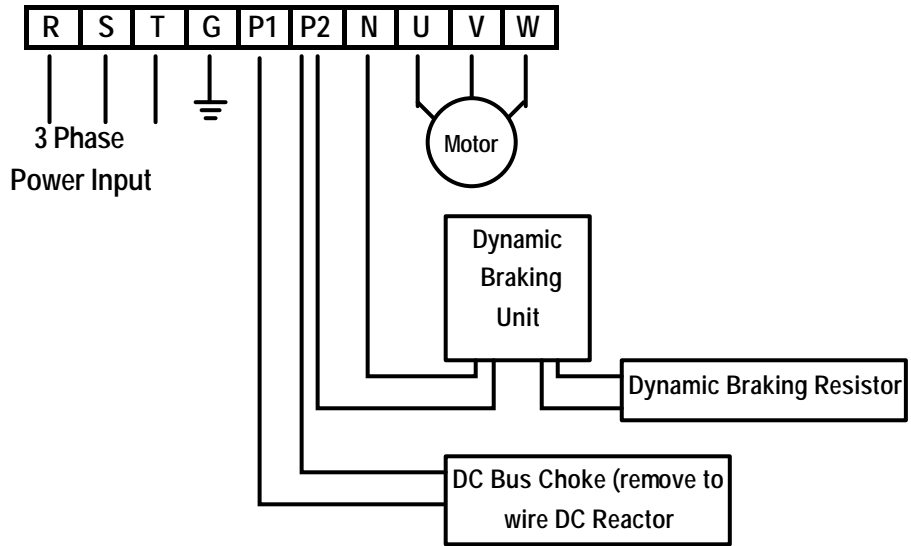 R S T G P1 P2 N U V W
3 Phase
Power Input
Motor
Dynamic
Braking
Unit
Dynamic Braking Resistor
DC Bus Choke (remove to
wire DC Reactor